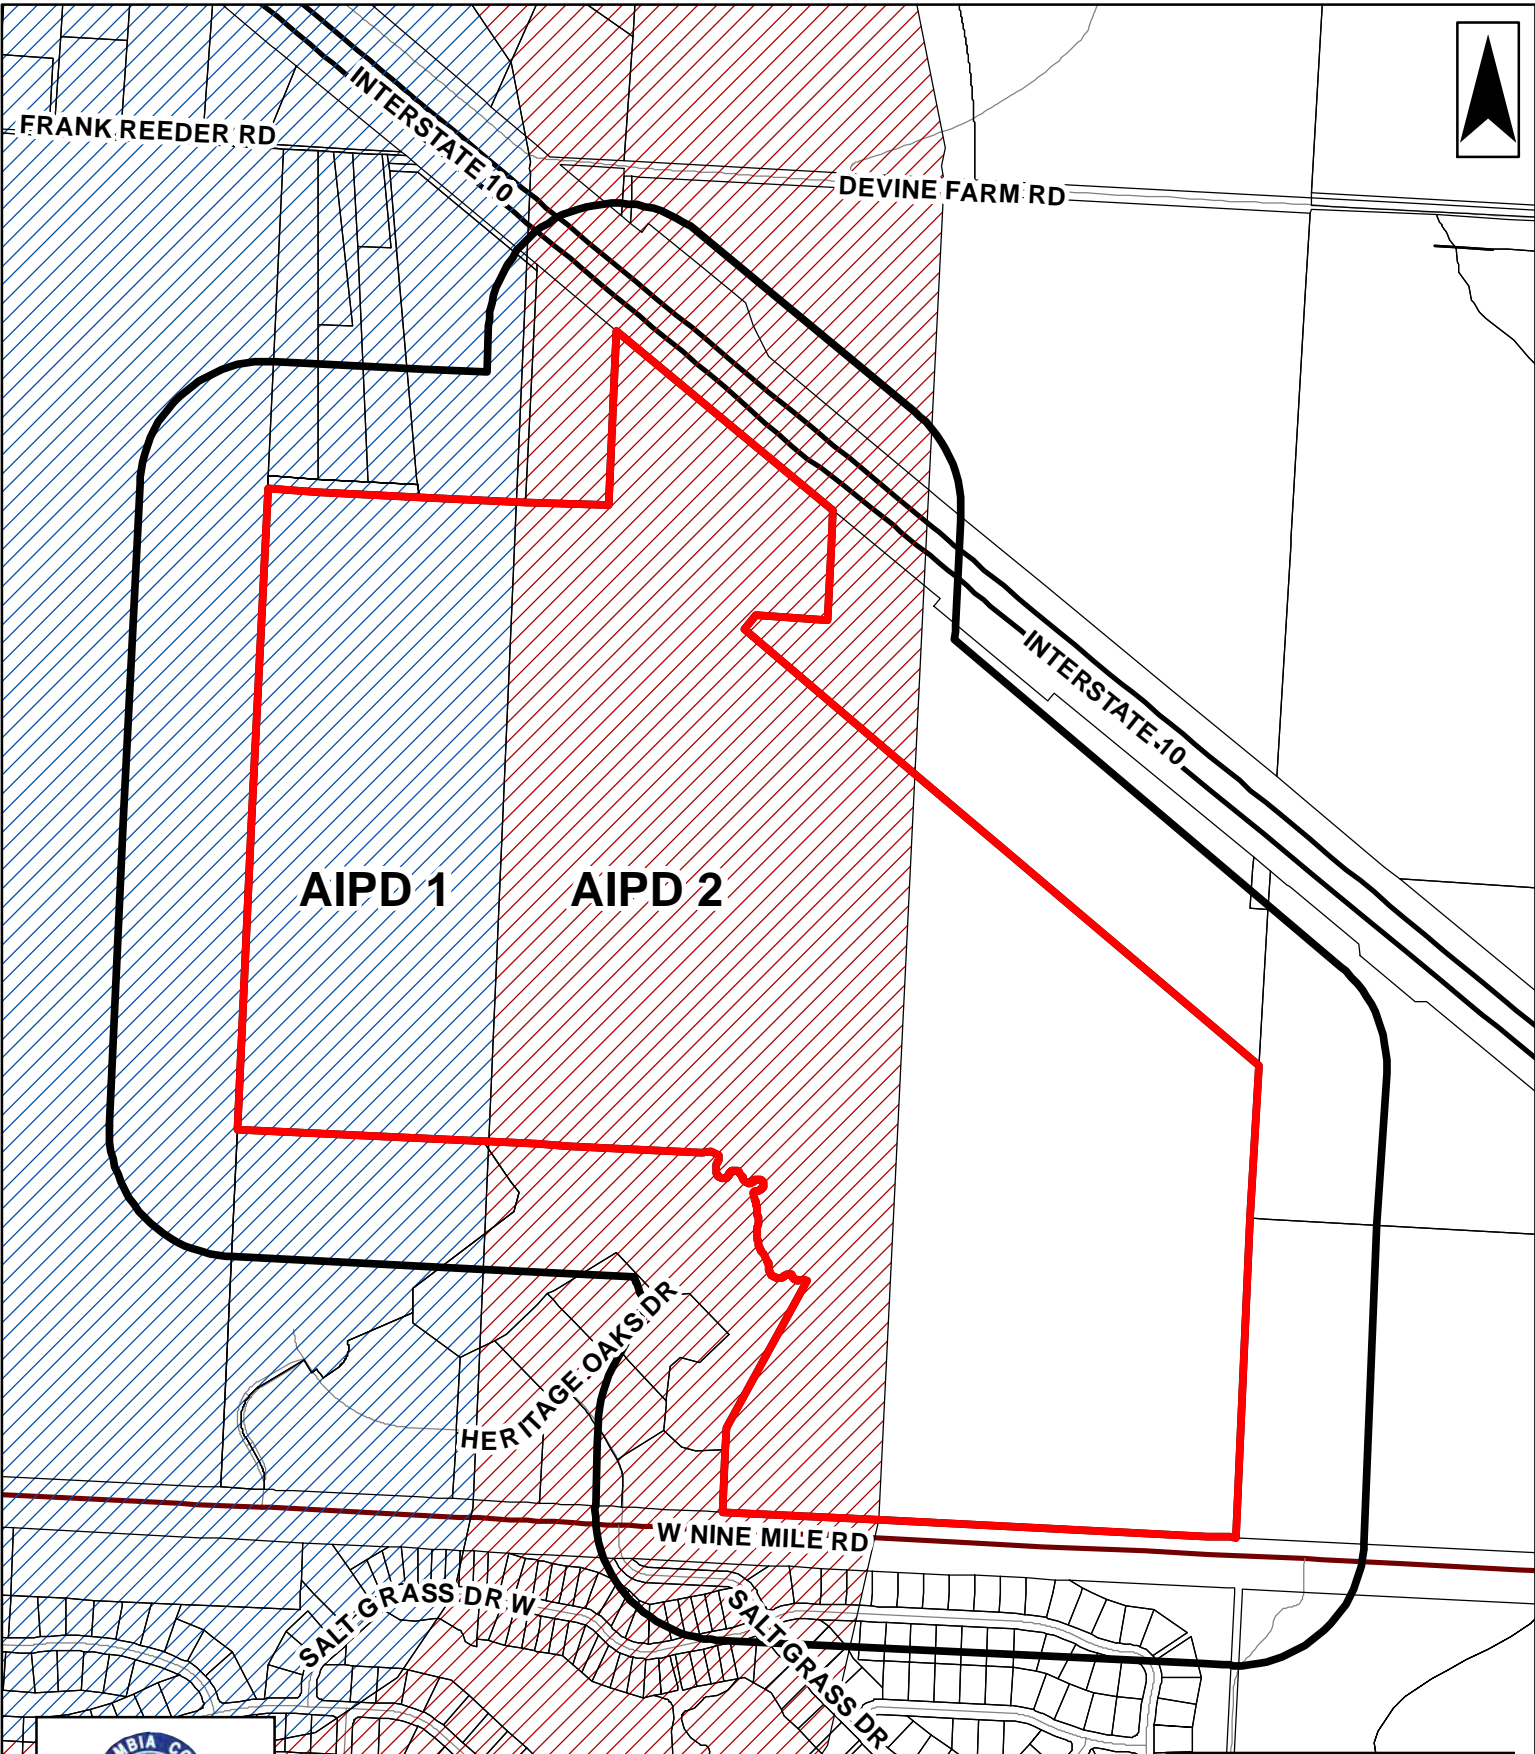 INTERSTATE 10
FRANK REEDER RD
DEVINE FARM RD
INTERSTATE 10
AIPD 1
AIPD 2
HERITAGE OAKS DR
W NINE MILE RD
SALT GRASS DR W
SALT GRASS DR